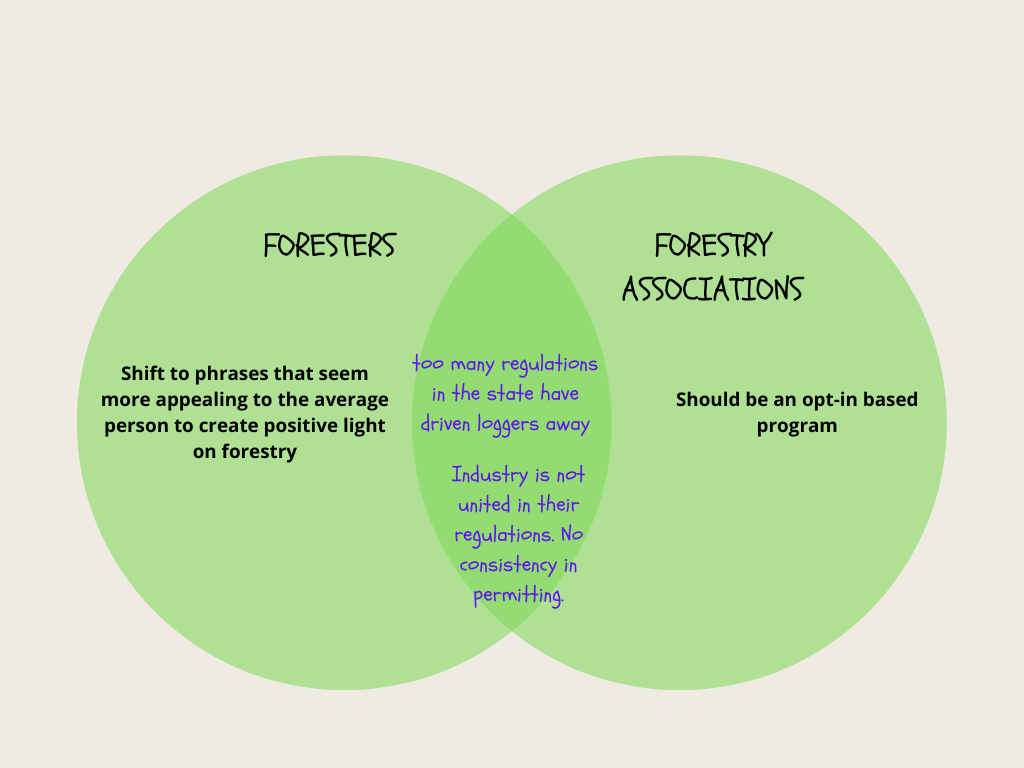 FORESTERS
FORESTRY
ASSOCIATIONS
Shift to phrases that seem
more appealing to the average
person to create positive light
on forestry
too many regulations
in the state have
driven loggers away
Industry is not
united in their
regulations. No
consistency in
permitting.
Should be an opt-in based
program